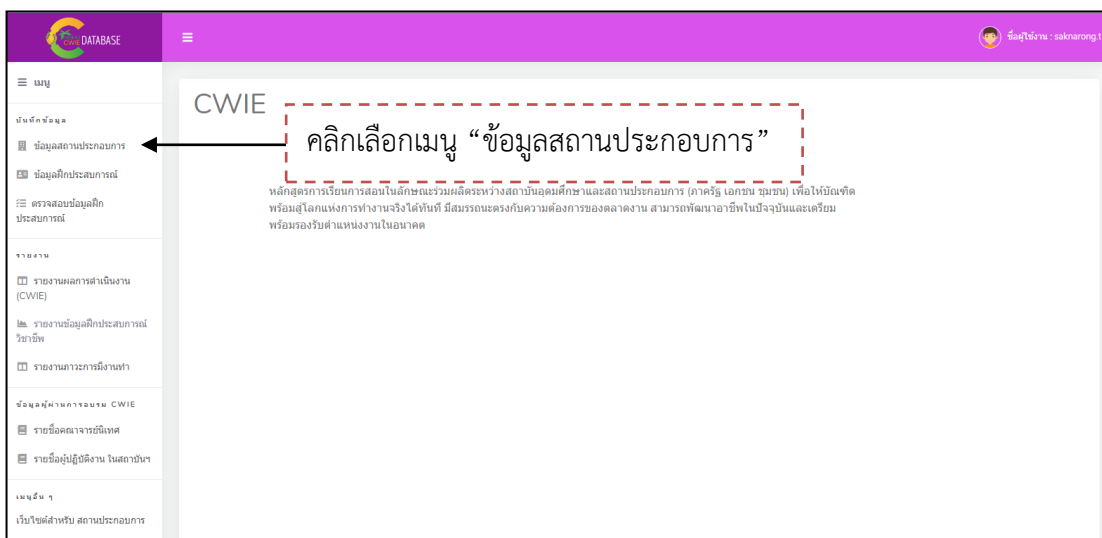 CWIE DATABASE
ชื่อผู้ใช้งาน : saknarong.t
เมนู
บันทึกข้อมูล
ข้อมูลสถานประกอบการ
ข้อมูลฝึกประสบการณ์
ตรวจสอบข้อมูลฝึก
ประสบการณ์
รายงาน
รายงานผลการดำเนินงาน
(CWIE)
รายงานข้อมูลฝึกประสบการณ์
วิชาชีพ
รายงานภาวะการมีงานทำ
ข้อมูลผู้ผ่านการอบรม CWIE
รายชื่อคณาจารย์นิเทศ
รายชื่อผู้ปฏิบัติงาน ในสถาบันฯ
เมนูอื่น ๆ
เว็บไซต์สำหรับ สถานประกอบการ
CWIE
คลิกเลือกเมนู “ข้อมูลสถานประกอบการ”
หลักสูตรการเรียนการสอนในลักษณะร่วมผลิตระหว่างสถาบันอุดมศึกษาและสถานประกอบการ (ภาครัฐ เอกชน ชุมชน) เพื่อให้บัณฑิต
พร้อมสู่โลกแห่งการทำงานจริงได้ทันที มีสมรรถนะตรงกับความต้องการของตลาดงาน สามารถพัฒนาอาชีพในปัจจุบันและเตรียม
พร้อมรองรับตำแหน่งงานในอนาคต